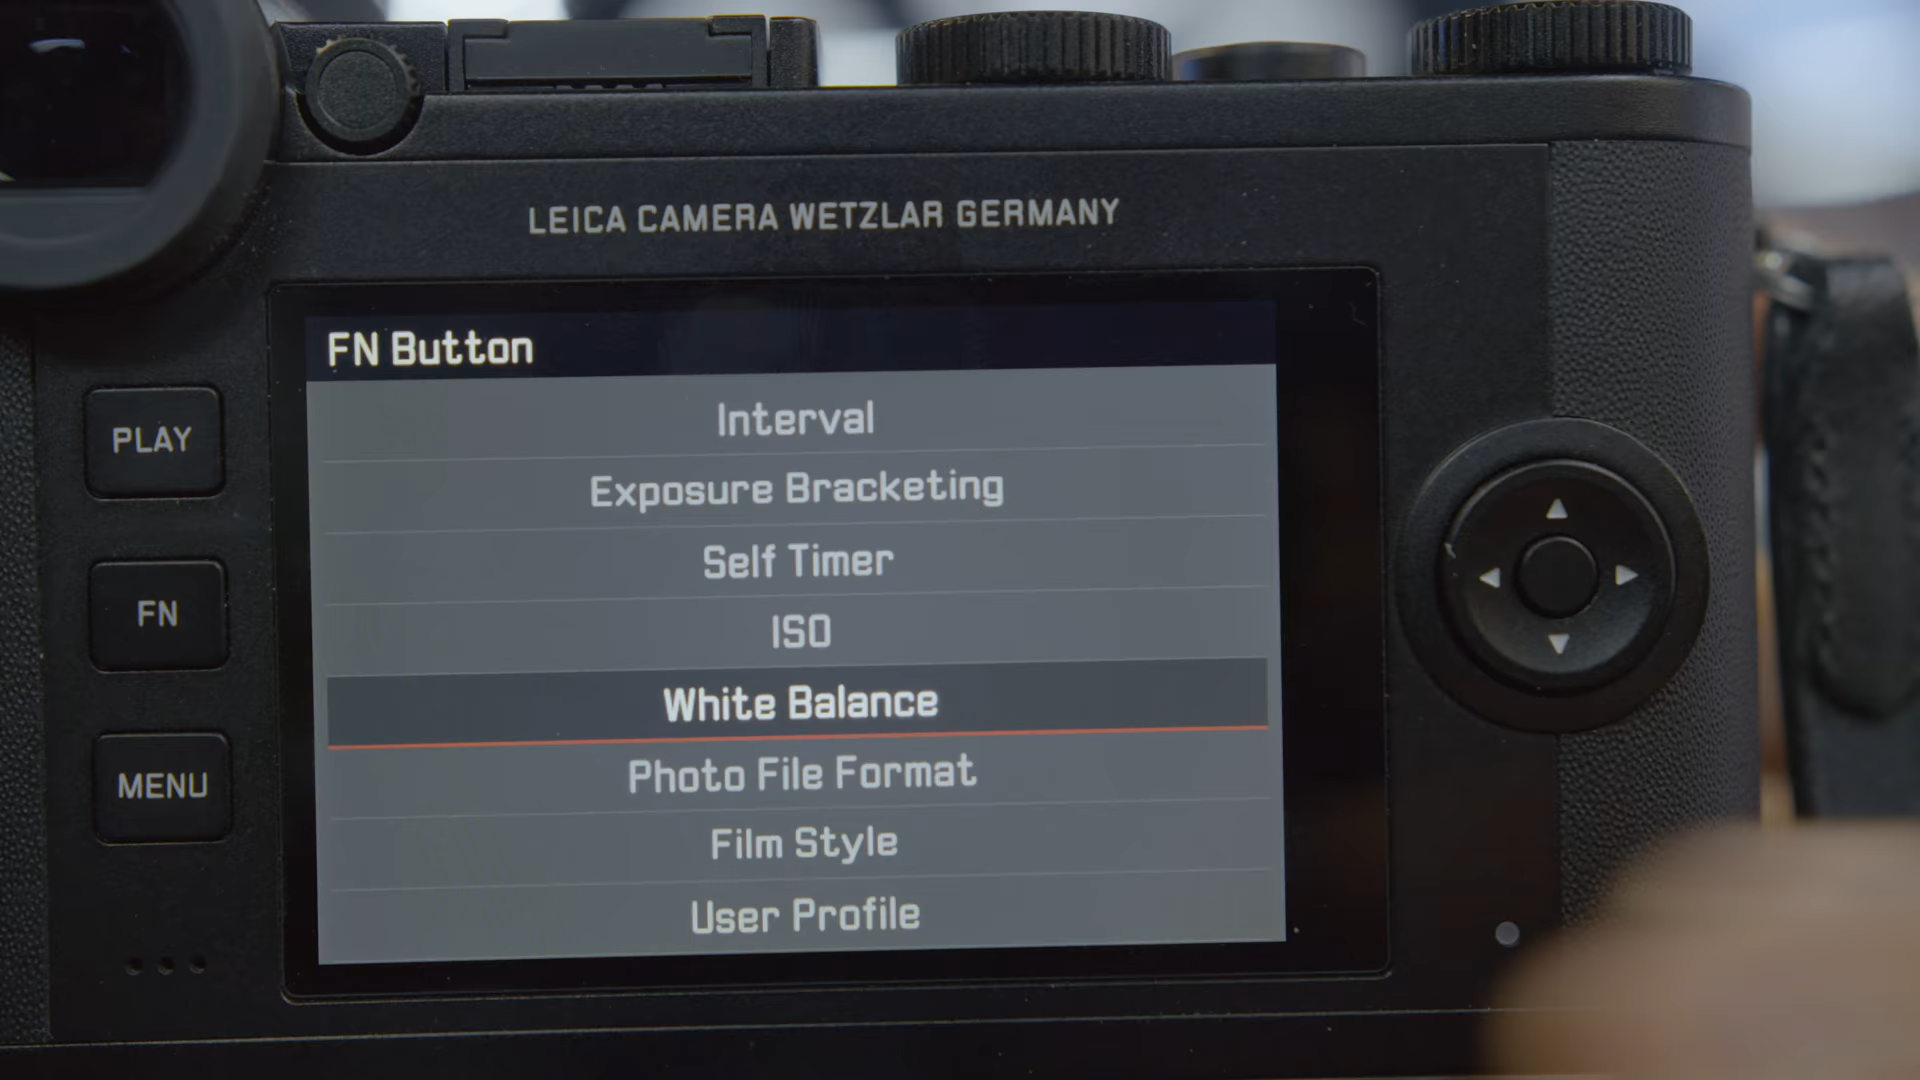 LEICA CAMERA WETZLAR GERMANY
FN Button
Interval
Exposure Bracketing
Self Timer
ISO
White Balance
Photo File Format
Film Style
User Profile
PLAY
FN
MENU